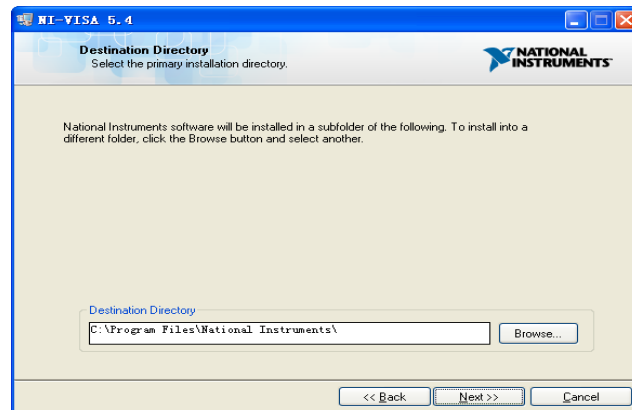 NI-VISA 5.4
Destination Directory
Select the primary installation directory.
NATIONAL
INSTRUMENTS
National Instruments software will be installed in a subfolder of the following. To install into a
different folder, click the Browse button and select another.
Destination Directory
C:\Program Files\National Instruments\
Browse...
<< Back
Next >>
Cancel